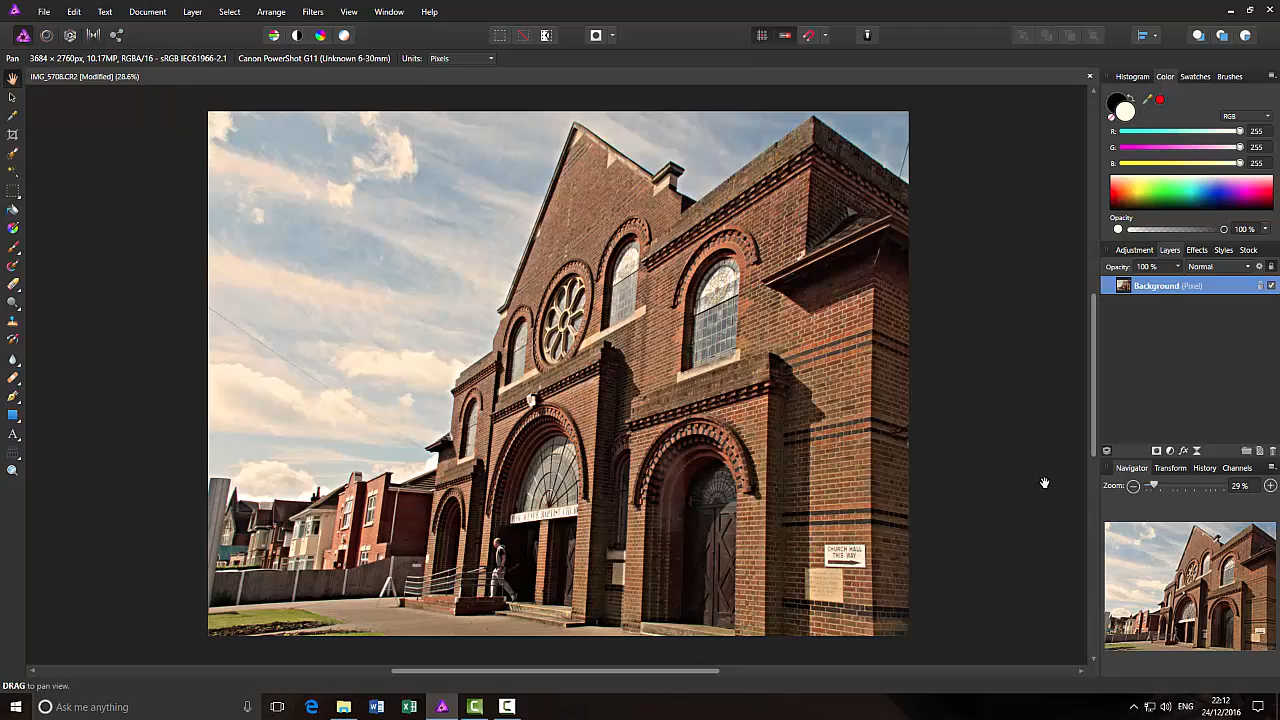 File Edit Text Document Layer Select Arrange Filters View Window Help
Pan 3684 × 2760px, 10.17MP, RGBA/16 - sRGB IEC61966-2.1 Canon PowerShot G11 (Unknown 6-30mm) Units: Pixels
IMG_5708.CR2 [Modified] (28.6%)
Histogram Color Swatches Brushes
RGB
R: 255
G: 255
B: 255
Opacity
100 %
Adjustment Layers Effects Styles Stock
Opacity: 100 % Normal
Background (Pixel)
CHURCH HALL
THIS WAY
Navigator Transform History Channels
Zoom: 29 %
DRAG to pan view.
Ask me anything
ENG
22:12
24/12/2016